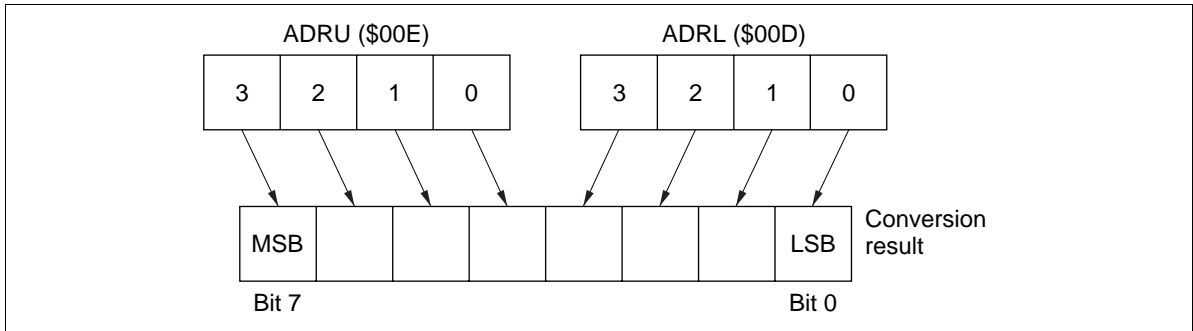 ADRU ($00E) ADRL ($00D)
3 2 1 0 3 2 1 0
MSB LSB Conversion
result
Bit 7 Bit 0